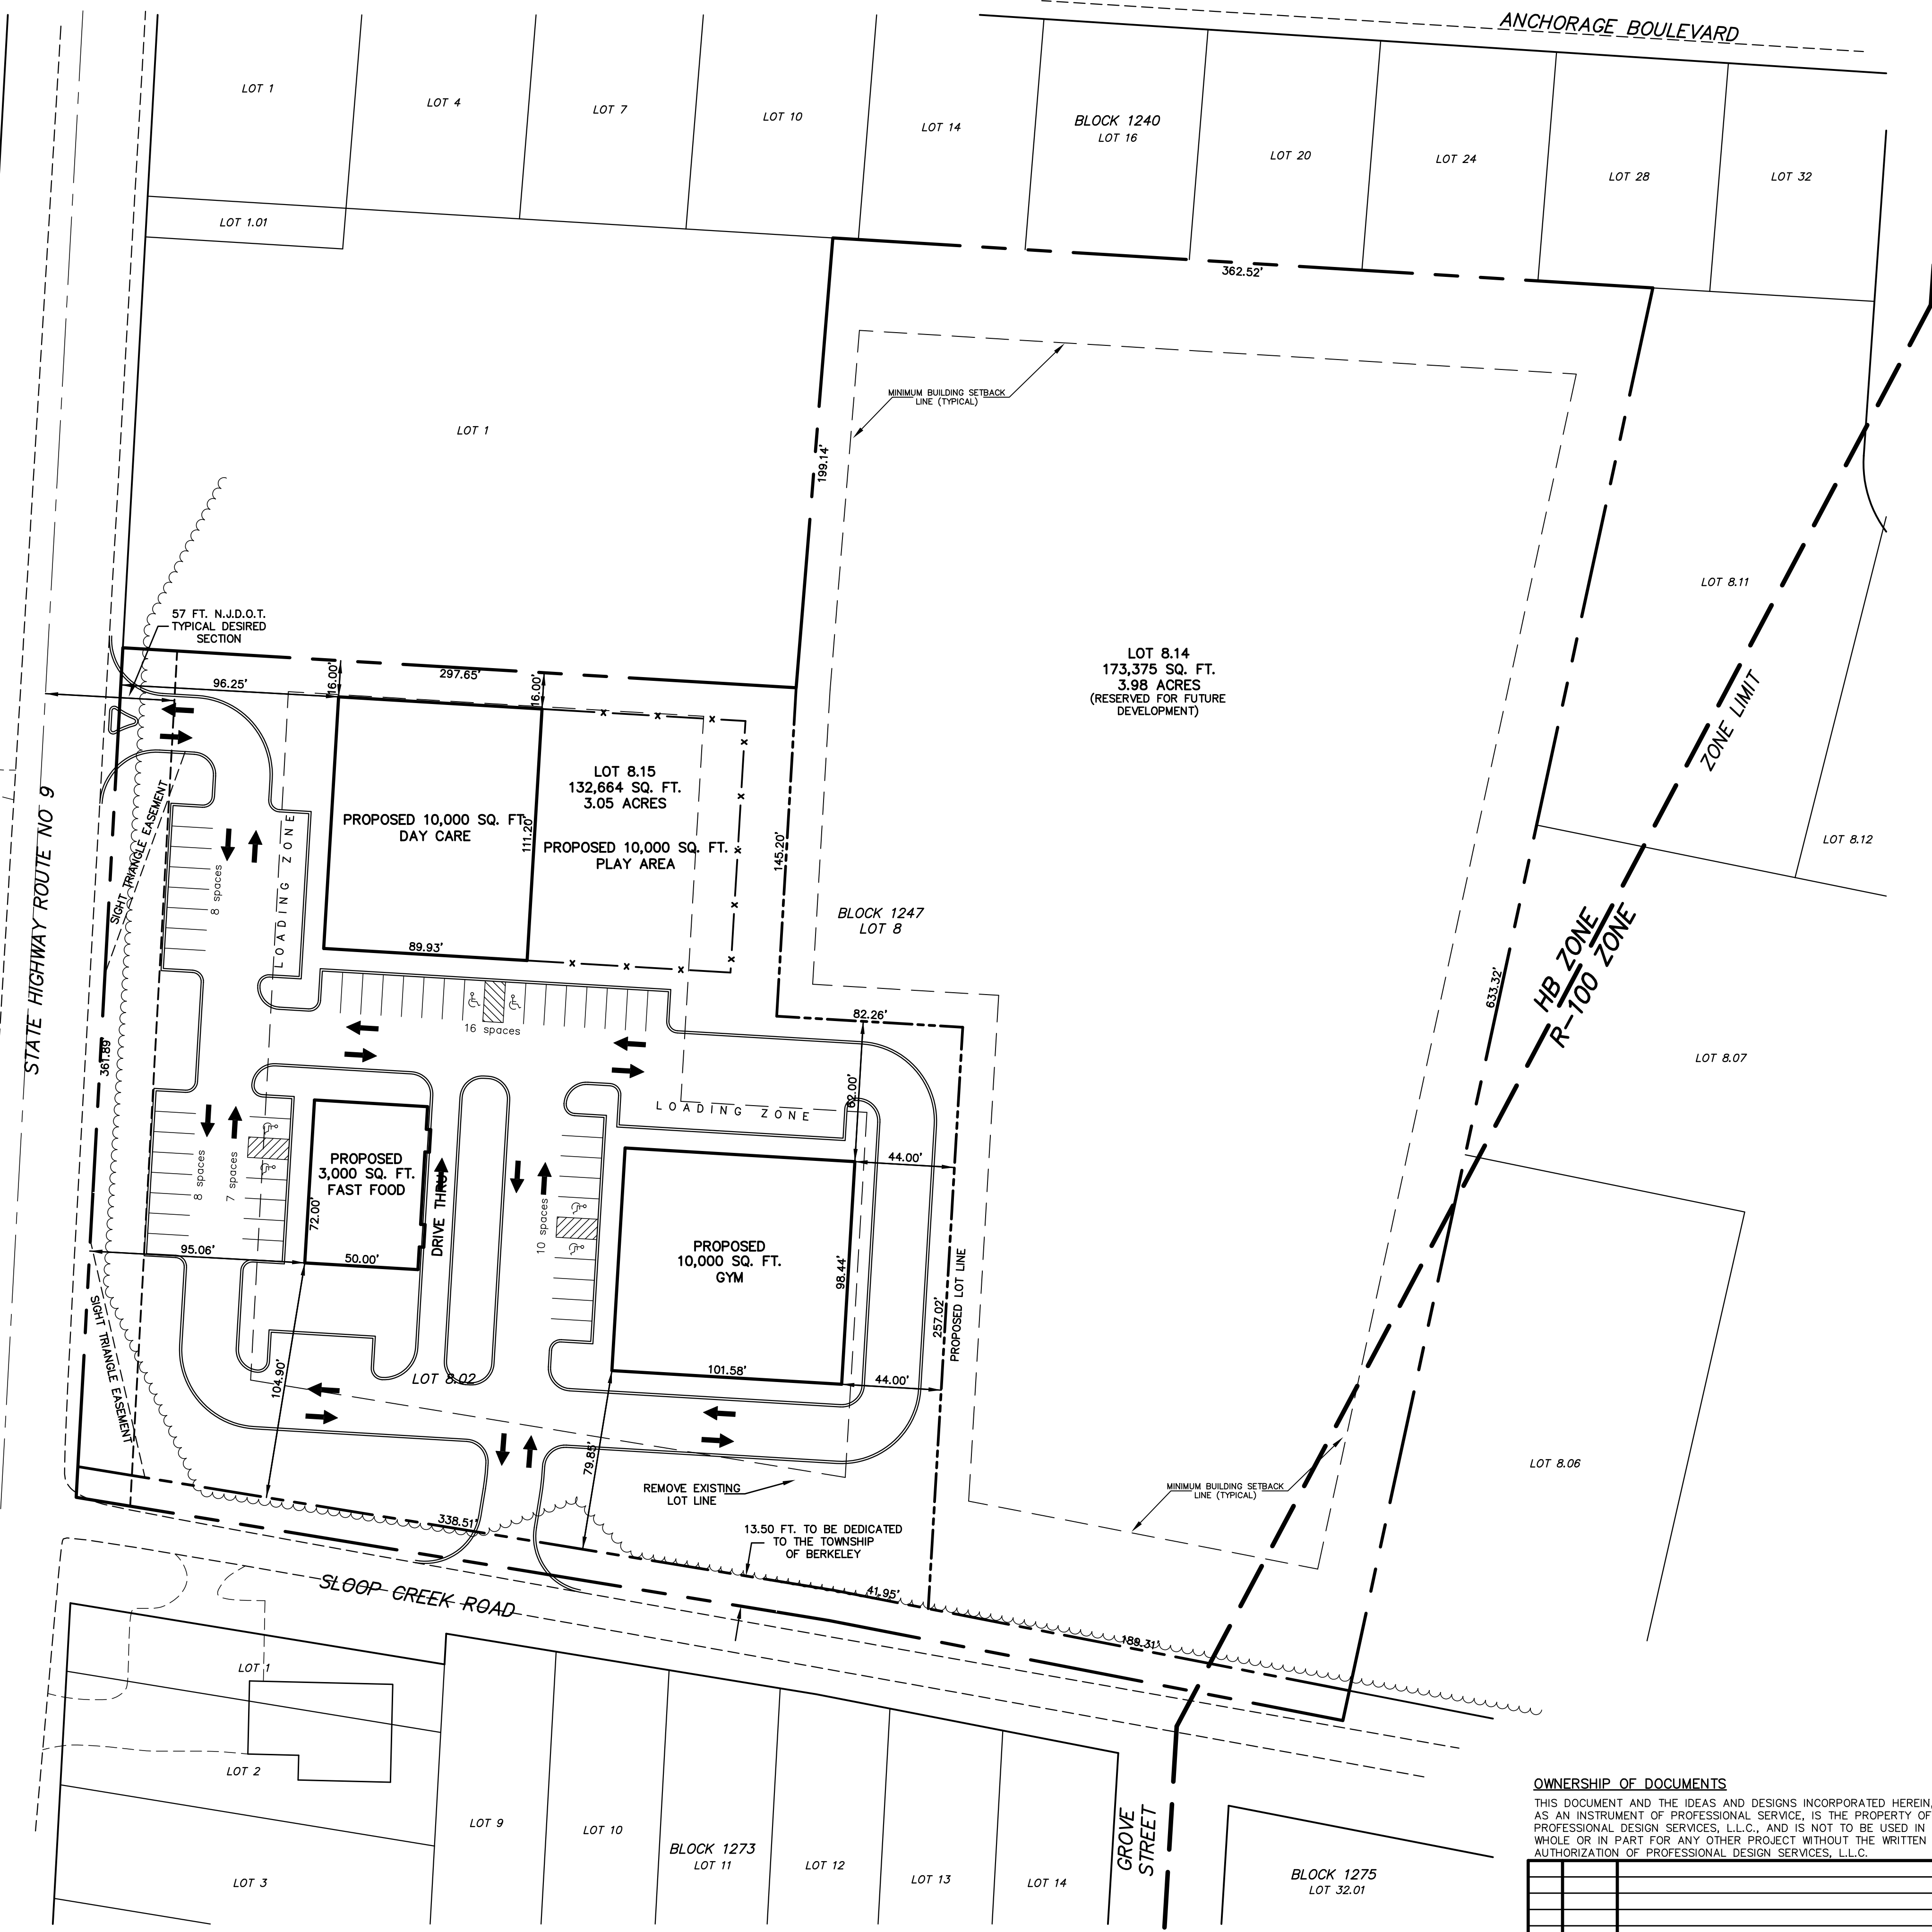 ANCHORAGE BOULEVARD
LOT 1
LOT 4
LOT 7
LOT 10
LOT 14
BLOCK 1240
LOT 16
LOT 20
LOT 24
LOT 28
LOT 32
LOT 1.01
362.52'
MINIMUM BUILDING SETBACK
LINE (TYPICAL)
LOT 1
199.14'
LOT 8.11
57 FT. N.J.D.O.T.
TYPICAL DESIRED
SECTION
LOT 8.14
173,375 SQ. FT.
3.98 ACRES
(RESERVED FOR FUTURE
DEVELOPMENT)
96.25'
16.00'
297.65'
16.00'
ZONE LIMIT
STATE HIGHWAY ROUTE NO 9
SIGHT TRIANGLE EASEMENT
8 spaces
LOADING ZONE
PROPOSED 10,000 SQ. FT.
DAY CARE
111.20'
LOT 8.15
132,664 SQ. FT.
3.05 ACRES
PROPOSED 10,000 SQ. FT.
PLAY AREA
145.20'
LOT 8.12
BLOCK 1247
LOT 8
89.93'
HB ZONE
R-100 ZONE
633.32'
16 spaces
82.26'
361.89
LOT 8.07
62.00'
LOADING ZONE
8 spaces
7 spaces
PROPOSED
3,000 SQ. FT.
FAST FOOD
72.00'
DRIVE THRU
10 spaces
44.00'
95.06'
50.00'
PROPOSED
10,000 SQ. FT.
GYM
98.44'
257.02'
PROPOSED LOT LINE
SIGHT TRIANGLE EASEMENT
104.90'
LOT 8.02
101.58'
44.00'
79.85'
REMOVE EXISTING
LOT LINE
MINIMUM BUILDING SETBACK
LINE (TYPICAL)
LOT 8.06
338.51'
13.50 FT. TO BE DEDICATED
TO THE TOWNSHIP
OF BERKELEY
41.95'
189.31'
SLOOP CREEK ROAD
LOT 1
LOT 2
LOT 3
LOT 9
LOT 10
BLOCK 1273
LOT 11
LOT 12
LOT 13
LOT 14
GROVE
STREET
BLOCK 1275
LOT 32.01
OWNERSHIP OF DOCUMENTS
THIS DOCUMENT AND THE IDEAS AND DESIGNS INCORPORATED HEREIN,
AS AN INSTRUMENT OF PROFESSIONAL SERVICE, IS THE PROPERTY OF
PROFESSIONAL DESIGN SERVICES, L.L.C., AND IS NOT TO BE USED IN
WHOLE OR IN PART FOR ANY OTHER PROJECT WITHOUT THE WRITTEN
AUTHORIZATION OF PROFESSIONAL DESIGN SERVICES, L.L.C.